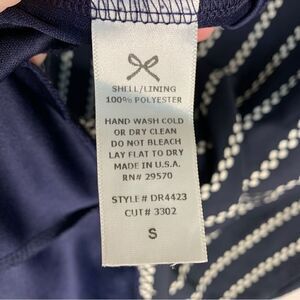 SHELL/LINING
100% POLYESTER
HAND WASH COLD
OR DRY CLEAN
DO NOT BLEACH
LAY FLAT TO DRY
MADE IN U.S.A.
RN# 29570
STYLE# DR4423
CUT# 3302
S